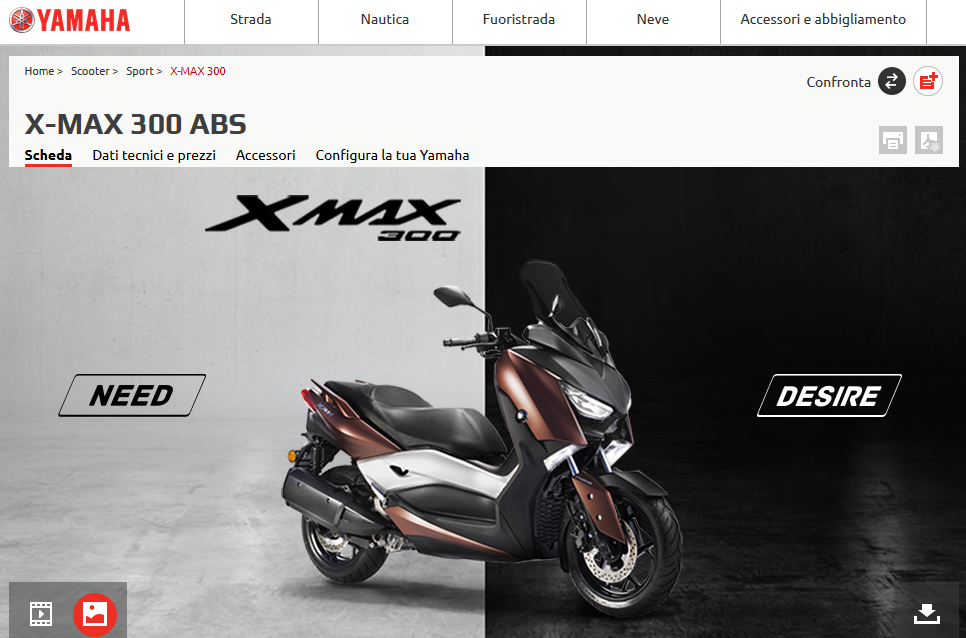 YAMAHA
Strada
Nautica
Fuoristrada
Neve
Accessori e abbigliamento
Home > Scooter > Sport > X-MAX 300
Confronta
X-MAX 300 ABS
Scheda
Dati tecnici e prezzi
Accessori
Configura la tua Yamaha
XMAX
300
NEED
DESIRE